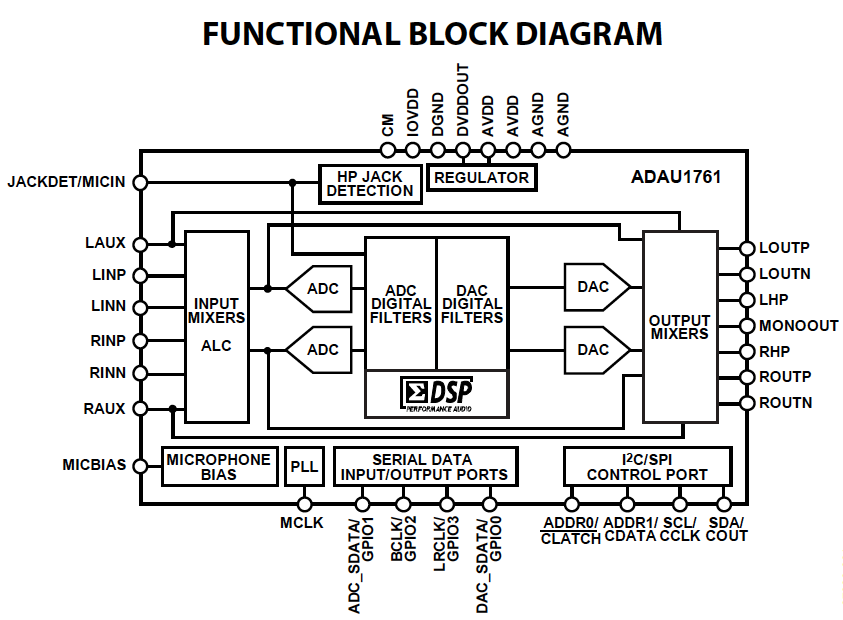 FUNCTIONAL BLOCK DIAGRAM
CM
IOVDD
DGND
DVDDOUT
AVDD
AVDD
AGND
AGND
JACKDET/MICIN
HP JACK
DETECTION
REGULATOR
ADAU1761
LAUX
LINP
LINN
RINP
RINN
RAUX
MICBIAS
INPUT
MIXERS
ALC
ADC
ADC
ADC
DIGITAL
FILTERS
DAC
DIGITAL
FILTERS
ΣDSP
PERFORMANCE AUDIO
DAC
DAC
OUTPUT
MIXERS
LOUTP
LOUTN
LHP
MONOOUT
RHP
ROUTP
ROUTN
MICROPHONE
BIAS
PLL
SERIAL DATA
INPUT/OUTPUT PORTS
I²C/SPI
CONTROL PORT
MCLK
ADC_SDATA/
GPIO1
BCLK/
GPIO2
LRCLK/
GPIO3
DAC_SDATA/
GPIO0
ADDR0/
CLATCH
ADDR1/
CDATA
SCL/
CCLK
SDA/
COUT